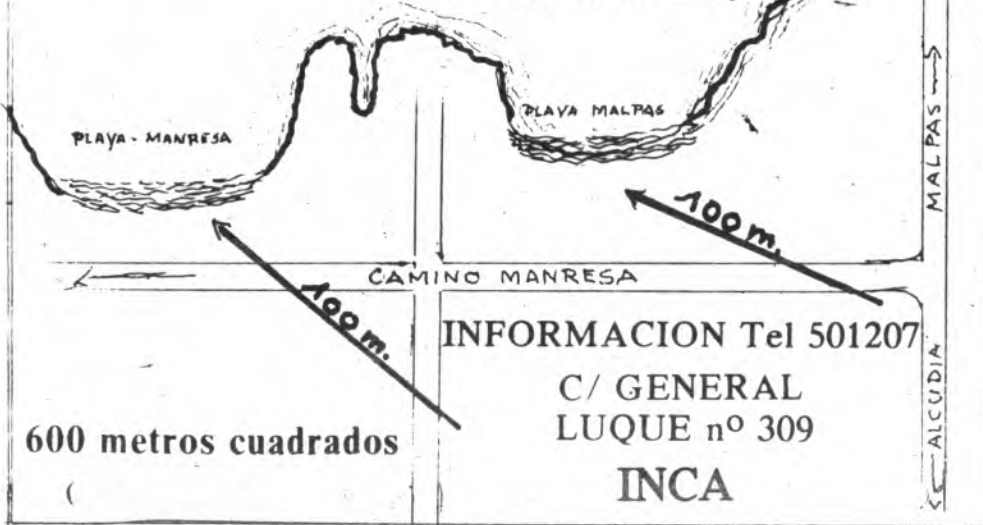 PLAYA - MANRESA
PLAYA MALPAS
MALPAS
100 m.
CAMINO MANRESA
100 m.
INFORMACION Tel 501207
C/ GENERAL
LUQUE nº 309
INCA
600 metros cuadrados
ALCUDIA